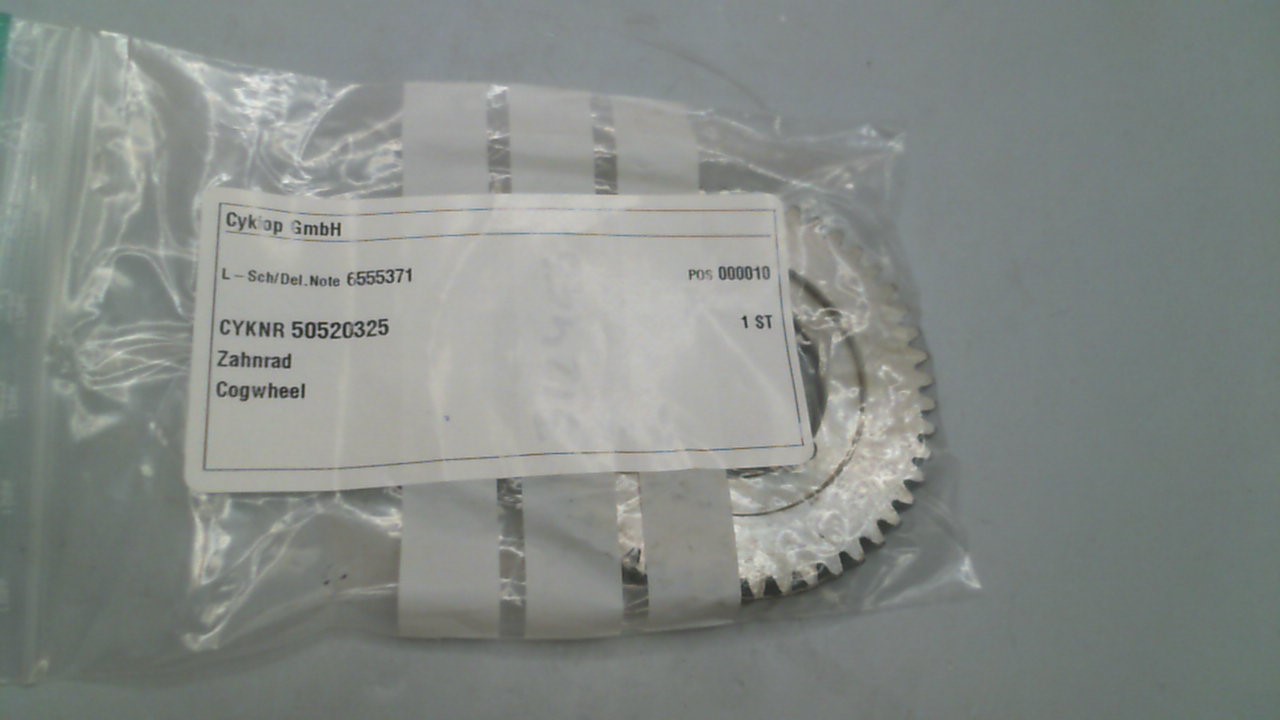 Cyklop GmbH
L-Sch/Del.Note 6555371 POS 000010
CYKNR 50520325 1 ST
Zahnrad
Cogwheel